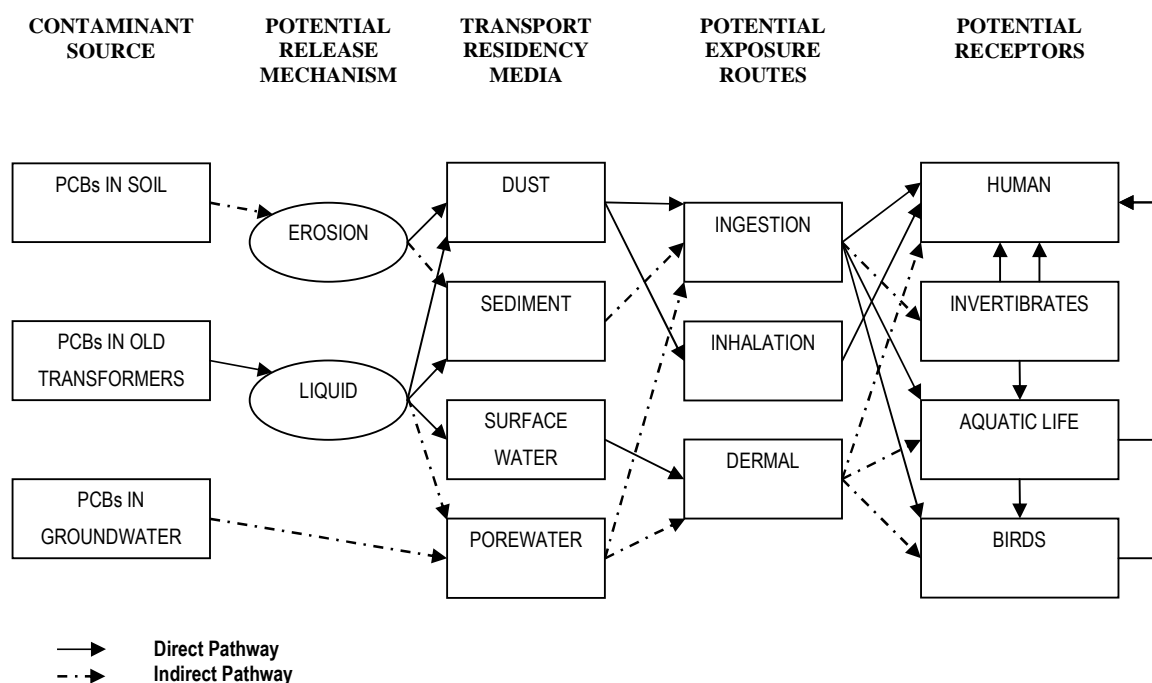 CONTAMINANT
SOURCE
POTENTIAL
RELEASE
MECHANISM
TRANSPORT
RESIDENCY
MEDIA
POTENTIAL
EXPOSURE
ROUTES
POTENTIAL
RECEPTORS
PCBs IN SOIL
PCBs IN OLD
TRANSFORMERS
PCBs IN
GROUNDWATER
EROSION
LIQUID
DUST
SEDIMENT
SURFACE
WATER
POREWATER
INGESTION
INHALATION
DERMAL
HUMAN
INVERTIBRATES
AQUATIC LIFE
BIRDS
Direct Pathway
Indirect Pathway